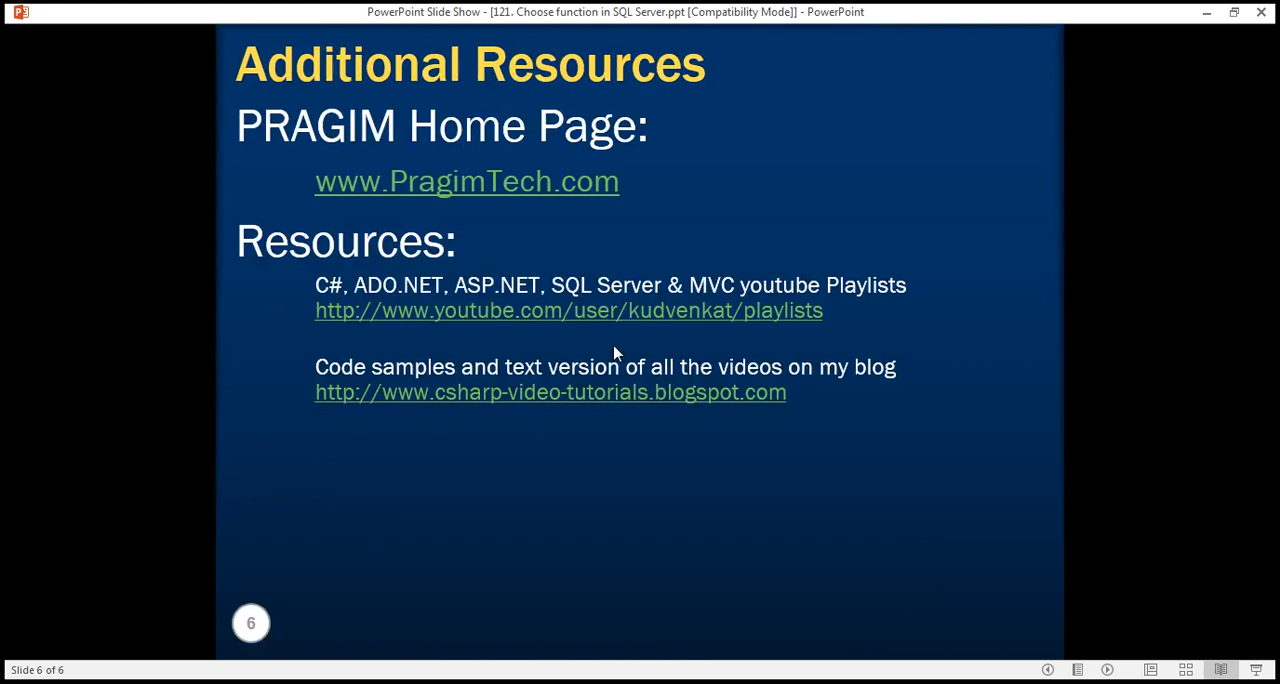 PowerPoint Slide Show - [121. Choose function in SQL Server.ppt [Compatibility Mode]] - PowerPoint
Additional Resources
PRAGIM Home Page:
www.PragimTech.com
Resources:
C#, ADO.NET, ASP.NET, SQL Server & MVC youtube Playlists
http://www.youtube.com/user/kudvenkat/playlists
Code samples and text version of all the videos on my blog
http://www.csharp-video-tutorials.blogspot.com
6
Slide 6 of 6